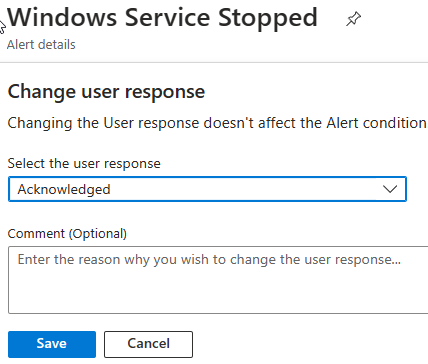 Windows Service Stopped
Alert details
Change user response
Changing the User response doesn't affect the Alert condition
Select the user response
Acknowledged
Comment (Optional)
Enter the reason why you wish to change the user response...
Save
Cancel